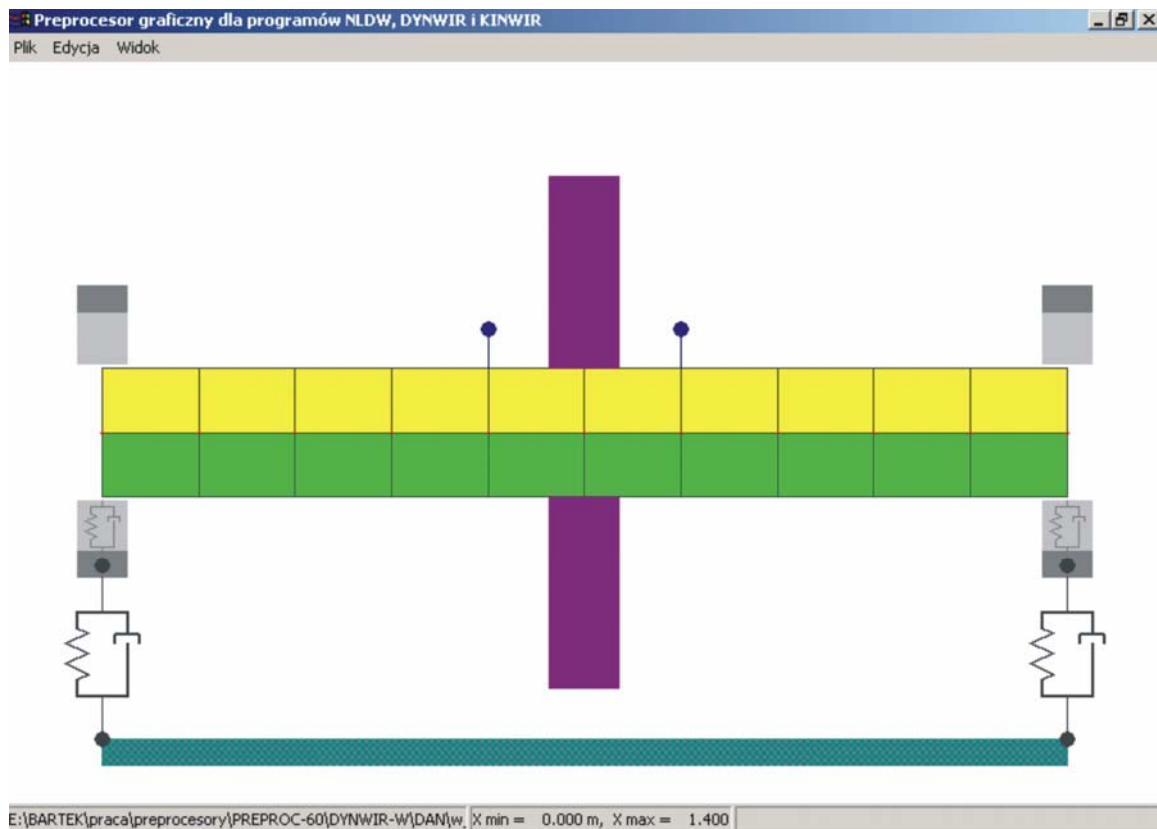 Preprocesor graficzny dla programów NLDW, DYNWIR i KINWIR
Plik Edycja Widok
E:\BARTEK\praca\preprocesory\PREPROC-60\DYNWIR-W\DAN\w_ X min = 0.000 m, X max = 1.400